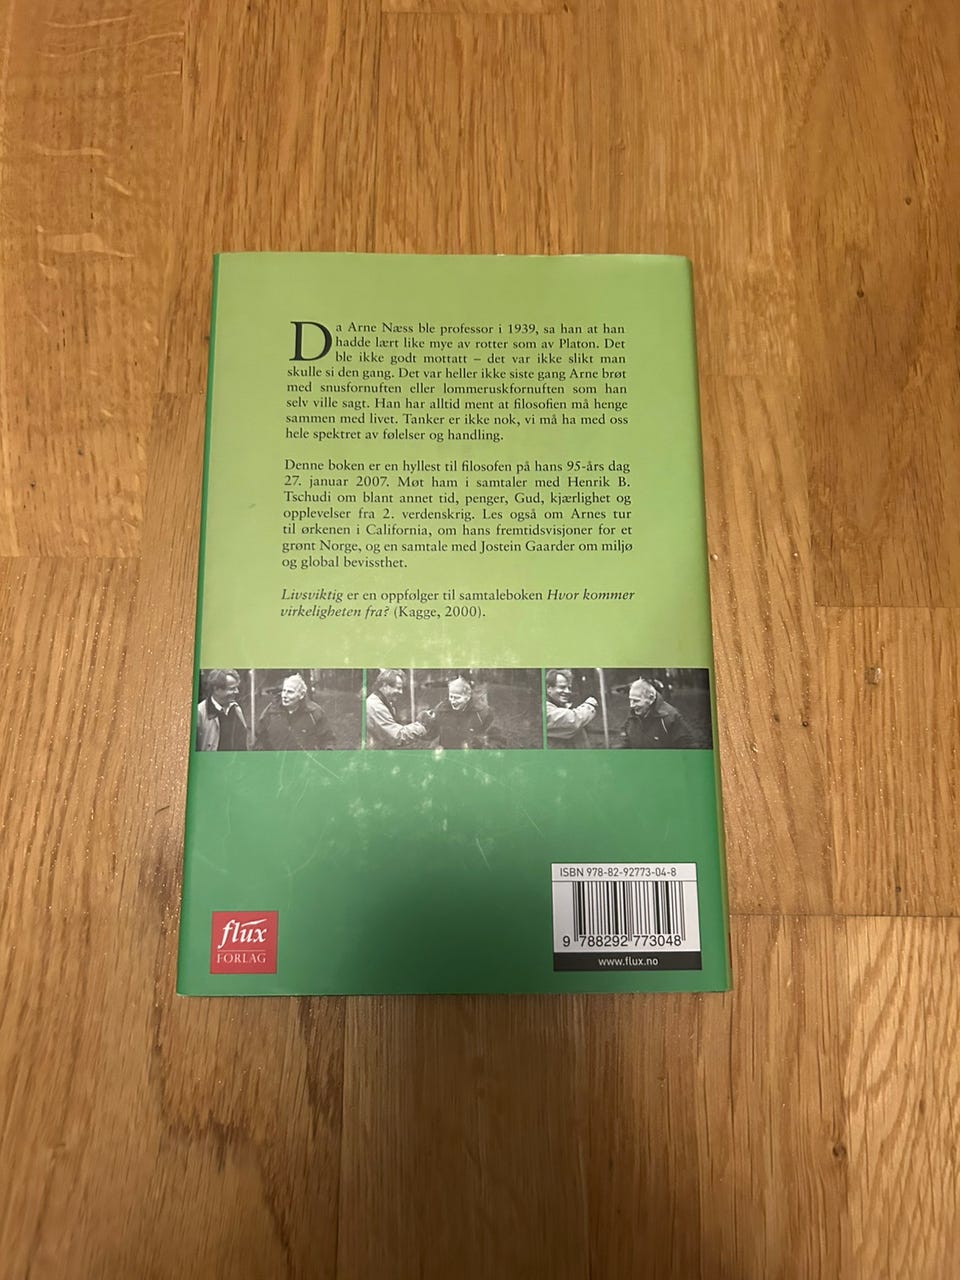 Da Arne Næss ble professor i 1939, sa han at han
hadde lært like mye av rotter som av Platon. Det
ble ikke godt mottatt – det var ikke slikt man
skulle si den gang. Det var heller ikke siste gang Arne brøt
med snusfornuften eller lommeruskfornuften som han
selv ville sagt. Han har alltid ment at filosofien må henge
sammen med livet. Tanker er ikke nok, vi må ha med oss
hele spektret av følelser og handling.
Denne boken er en hyllest til filosofen på hans 95-års dag
27. januar 2007. Møt ham i samtaler med Henrik B.
Tschudi om blant annet tid, penger, Gud, kjærlighet og
opplevelser fra 2. verdenskrig. Les også om Arnes tur
til ørkenen i California, om hans fremtidsvisjoner for et
grønt Norge, og en samtale med Jostein Gaarder om miljø
og global bevissthet.
Livsviktig er en oppfølger til samtaleboken Hvor kommer
virkeligheten fra? (Kagge, 2000).
ISBN 978-82-92773-04-8
9 788292 773048
www.flux.no
flux
FORLAG